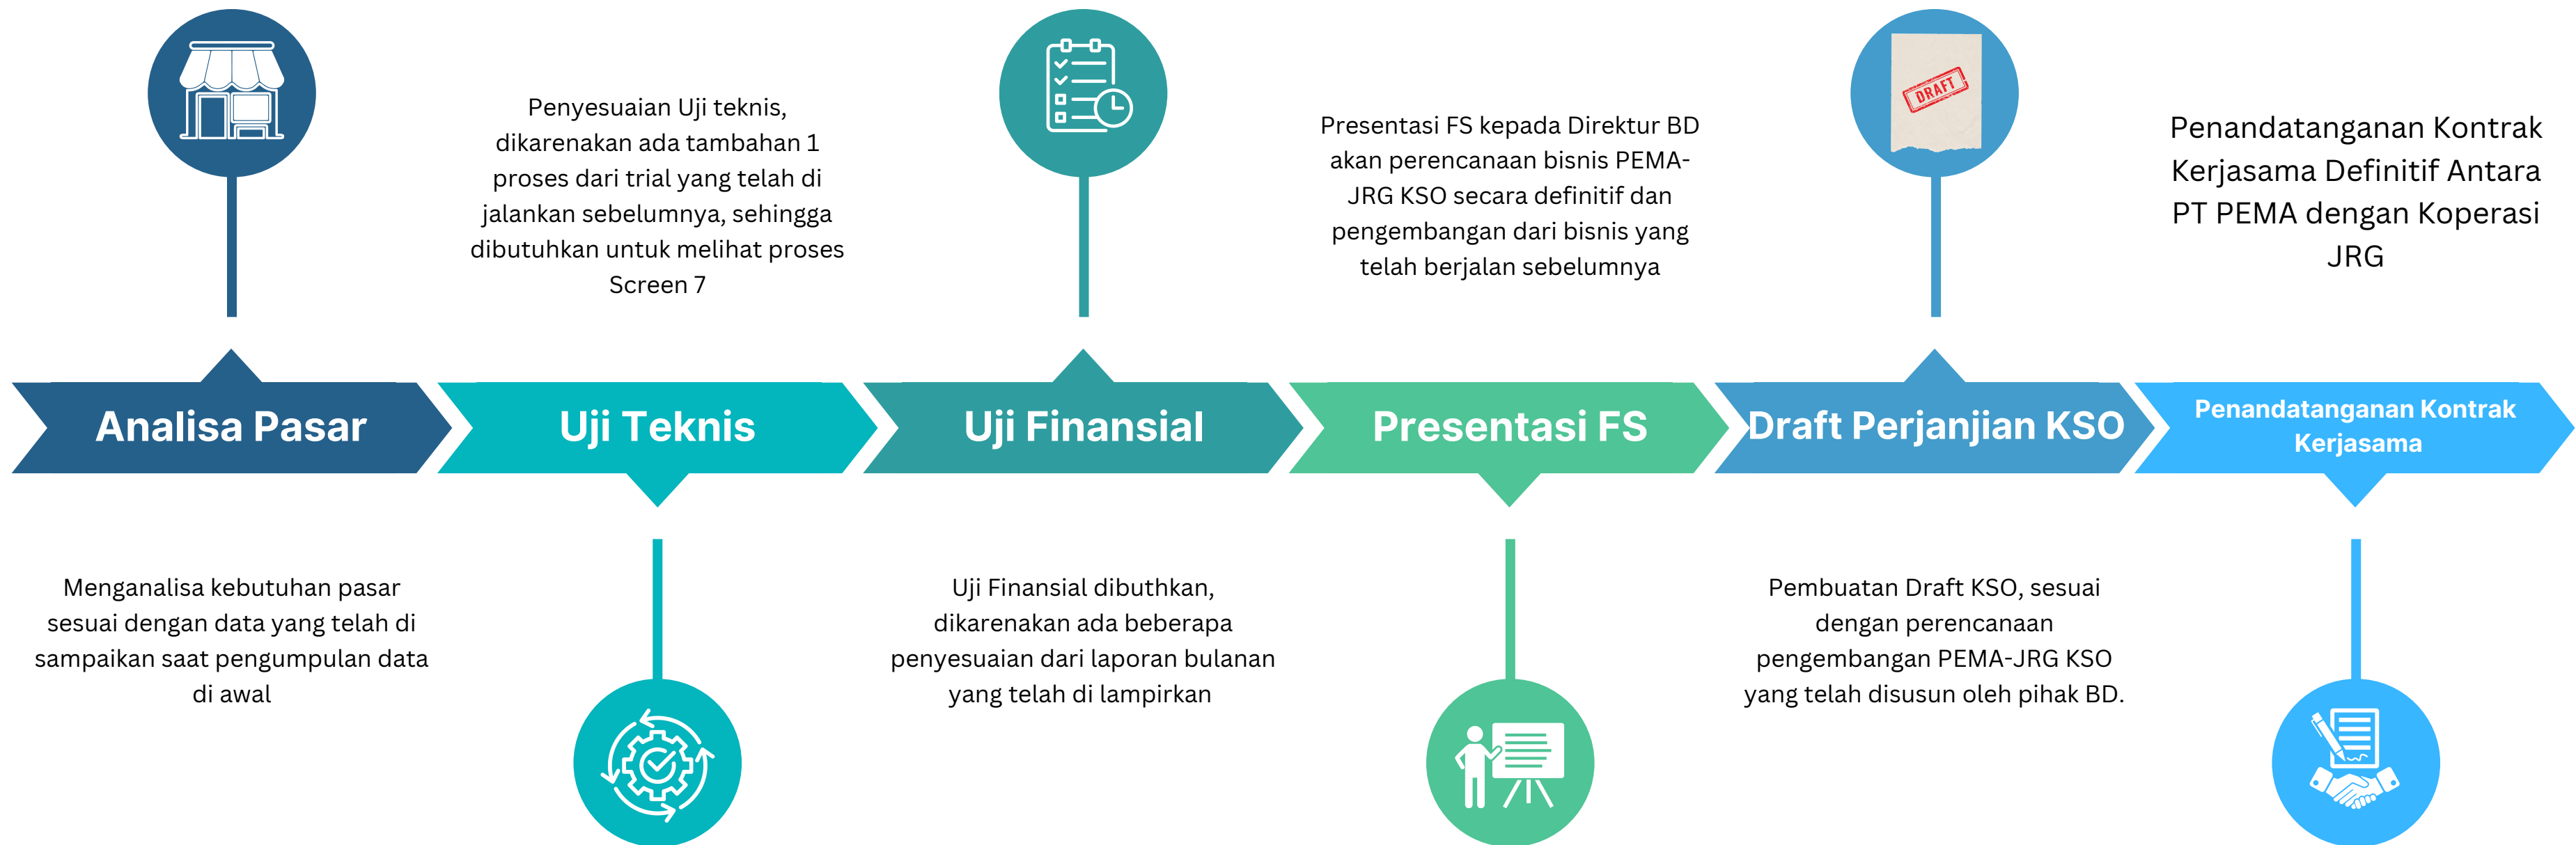 Penyesuaian Uji teknis,
dikarenakan ada tambahan 1
proses dari trial yang telah di
jalankan sebelumnya, sehingga
dibutuhkan untuk melihat proses
Screen 7
Presentasi FS kepada Direktur BD
akan perencanaan bisnis PEMA-
JRG KSO secara definitif dan
pengembangan dari bisnis yang
telah berjalan sebelumnya
DRAFT
Penandatanganan Kontrak
Kerjasama Definitif Antara
PT PEMA dengan Koperasi
JRG
Analisa Pasar
Uji Teknis
Uji Finansial
Presentasi FS
Draft Perjanjian KSO
Penandatanganan Kontrak
Kerjasama
Menganalisa kebutuhan pasar
sesuai dengan data yang telah di
sampaikan saat pengumpulan data
di awal
Uji Finansial dibuthkan,
dikarenakan ada beberapa
penyesuaian dari laporan bulanan
yang telah di lampirkan
Pembuatan Draft KSO, sesuai
dengan perencanaan
pengembangan PEMA-JRG KSO
yang telah disusun oleh pihak BD.